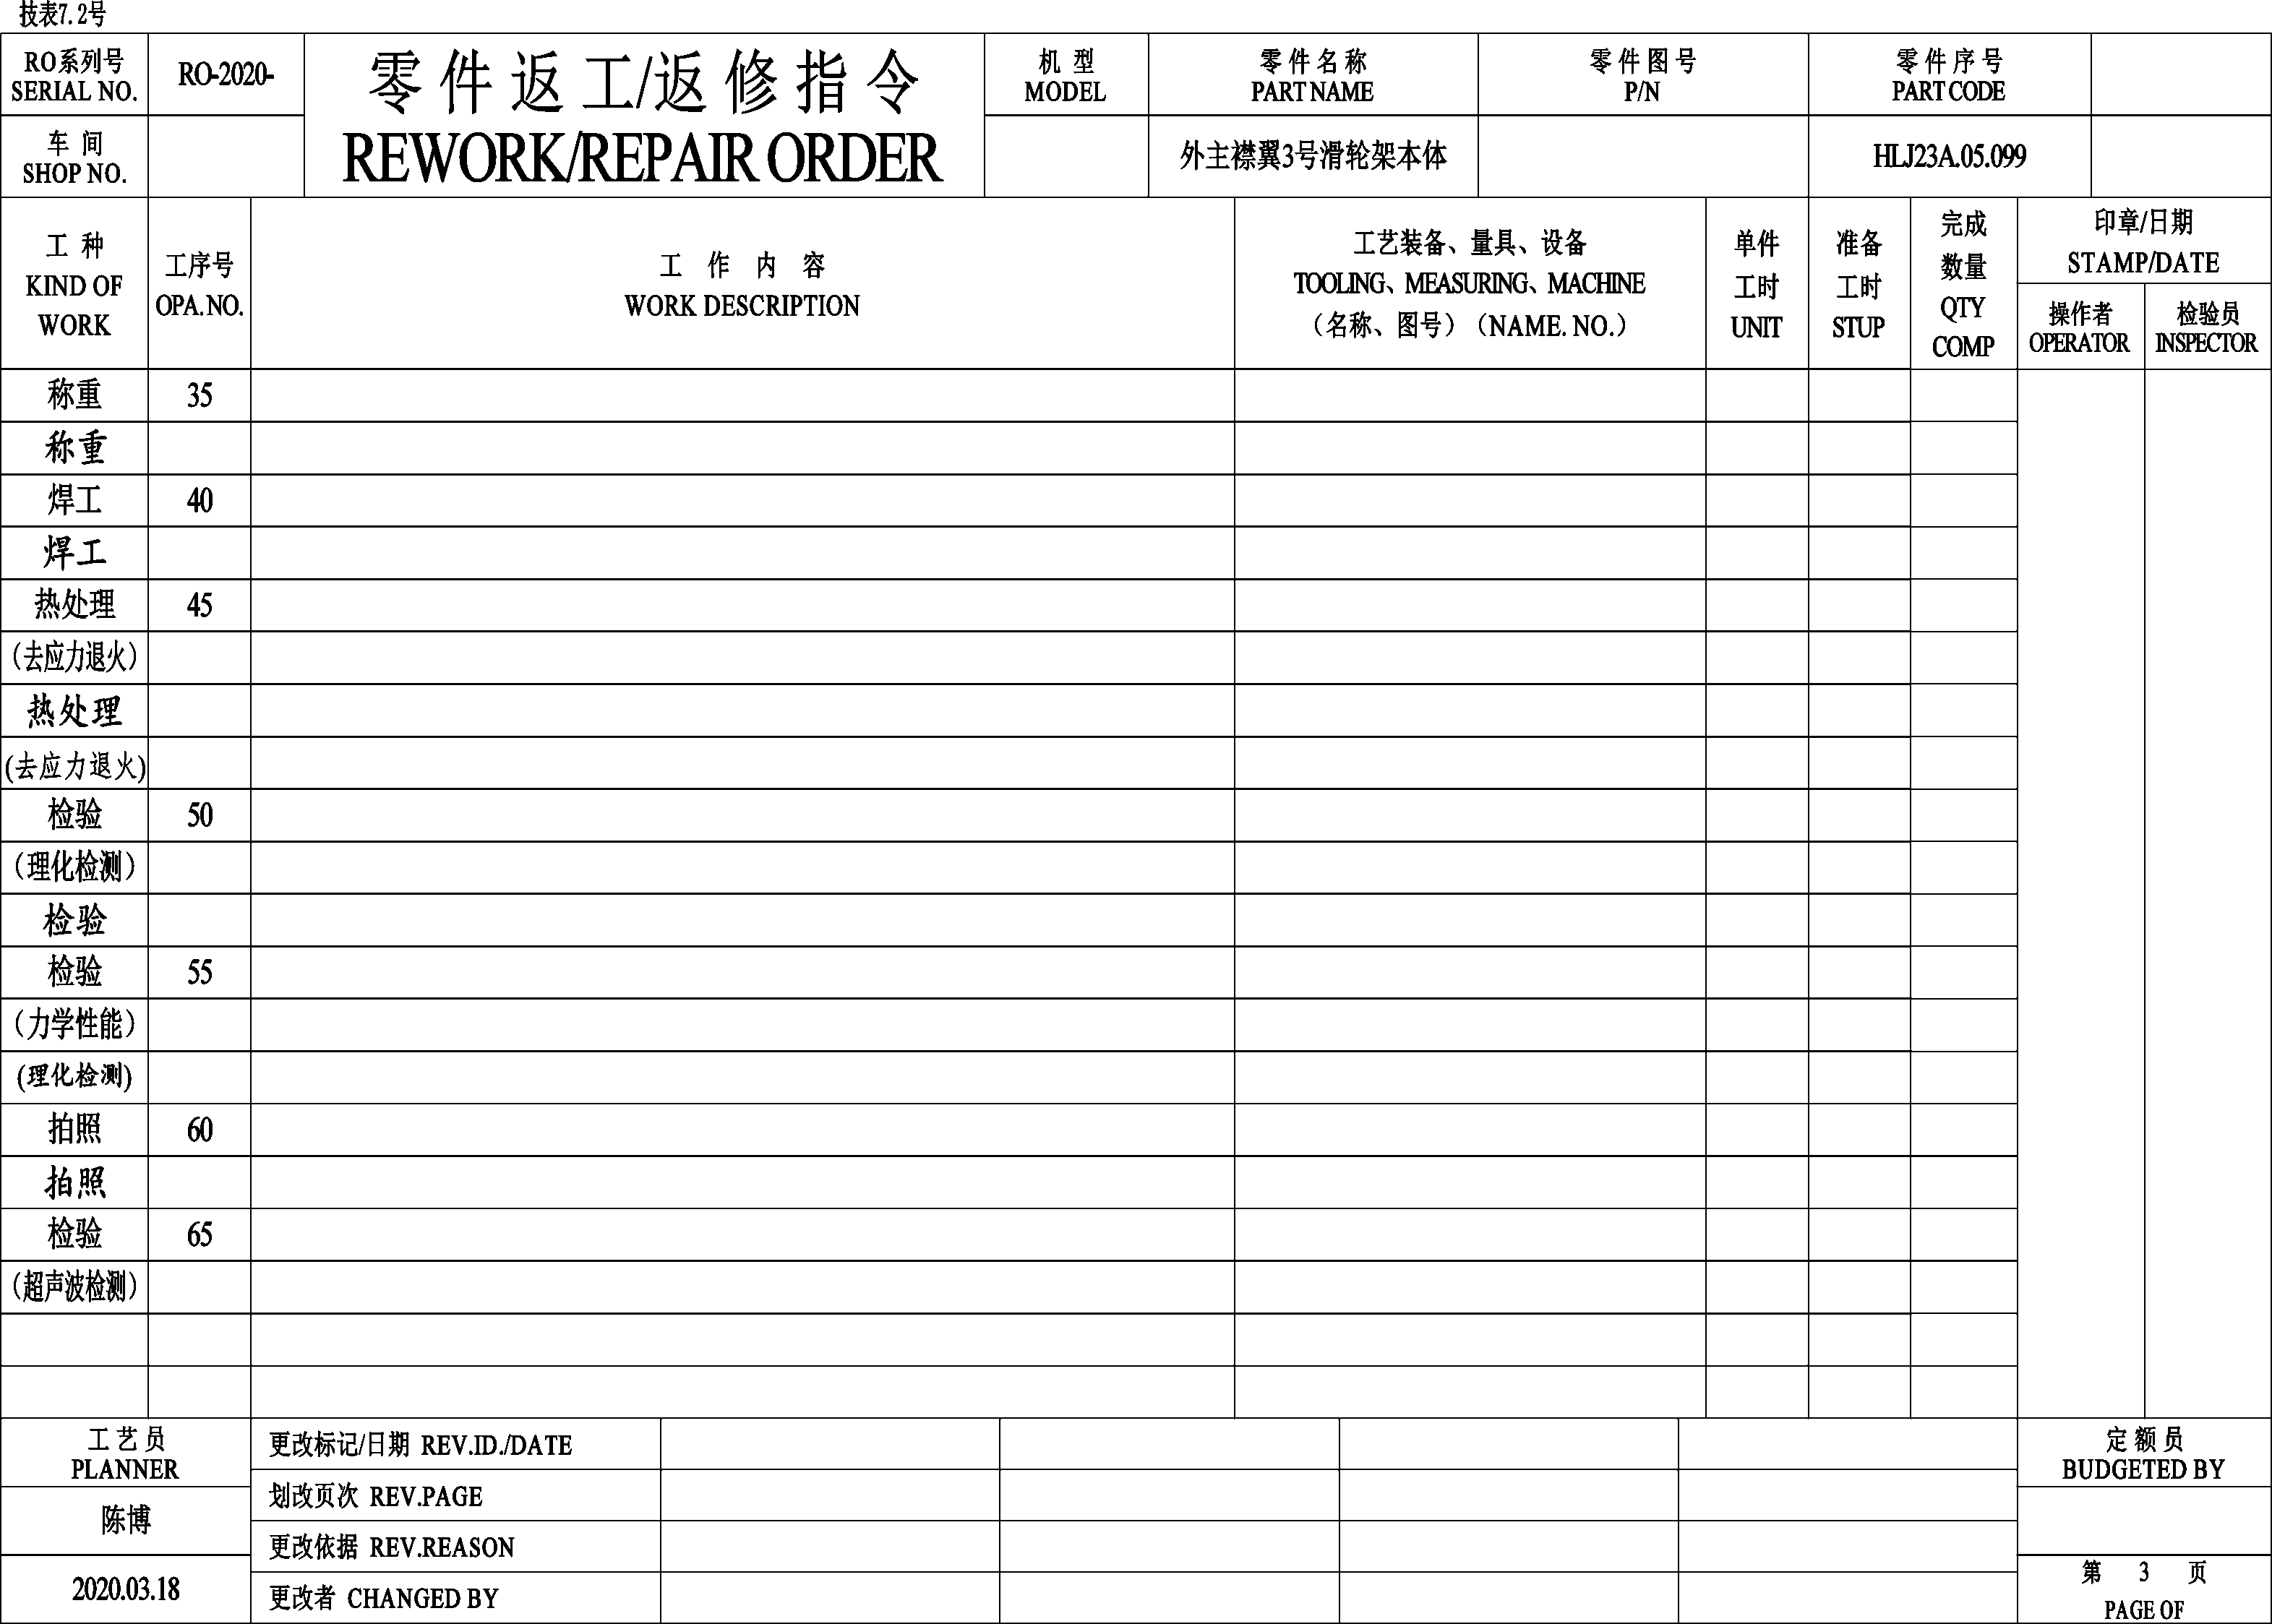 技表7.2号
RO系列号
SERIAL NO.
RO-2020-
零件返工/返修指令
REWORK/REPAIR ORDER
机 型
MODEL
零件名称
PART NAME
零件图号
P/N
零件序号
PART CODE
车 间
SHOP NO.
外主襟翼3号滑轮架本体
HLJ23A.05.099
工 种
KIND OF
WORK
工序号
OPA. NO.
工 作 内 容
WORK DESCRIPTION
工艺装备、量具、设备
TOOLING、MEASURING、MACHINE
（名称、图号）（NAME. NO.）
单件
工时
UNIT
准备
工时
STUP
完成
数量
QTY
COMP
印章/日期
STAMP/DATE
操作者
OPERATOR
检验员
INSPECTOR
称重 35
称重
焊工 40
焊工
热处理 45
（去应力退火）
热处理
(去应力退火)
检验 50
（理化检测）
检验
检验 55
（力学性能）
(理化检测)
拍照 60
拍照
检验 65
（超声波检测）
工艺员
PLANNER
陈博
2020.03.18
更改标记/日期 REV.ID./DATE
划改页次 REV.PAGE
更改依据 REV.REASON
更改者 CHANGED BY
定额员
BUDGETED BY
第 3 页
PAGE OF